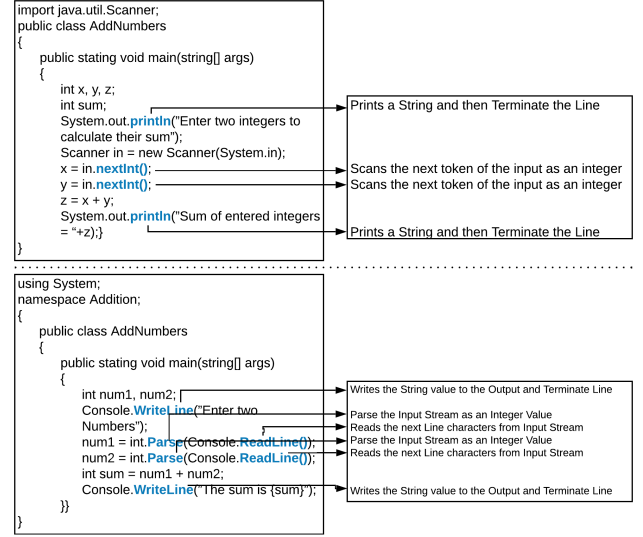 import java.util.Scanner;
public class AddNumbers
{
public stating void main(string[] args)
{
int x, y, z;
int sum;
System.out.println("Enter two integers to
calculate their sum");
Scanner in = new Scanner(System.in);
x = in.nextInt();
y = in.nextInt();
z = x + y;
System.out.println("Sum of entered integers
= “+z);}
}
Prints a String and then Terminate the Line
Scans the next token of the input as an integer
Scans the next token of the input as an integer
Prints a String and then Terminate the Line
using System;
namespace Addition;
{
public class AddNumbers
{
public stating void main(string[] args)
{
int num1, num2;
Console.WriteLine("Enter two
Numbers");
num1 = int.Parse(Console.ReadLine());
num2 = int.Parse(Console.ReadLine());
int sum = num1 + num2;
Console.WriteLine("The sum is {sum}");
}}
}
Writes the String value to the Output and Terminate Line
Parse the Input Stream as an Integer Value
Reads the next Line characters from Input Stream
Parse the Input Stream as an Integer Value
Reads the next Line characters from Input Stream
Writes the String value to the Output and Terminate Line